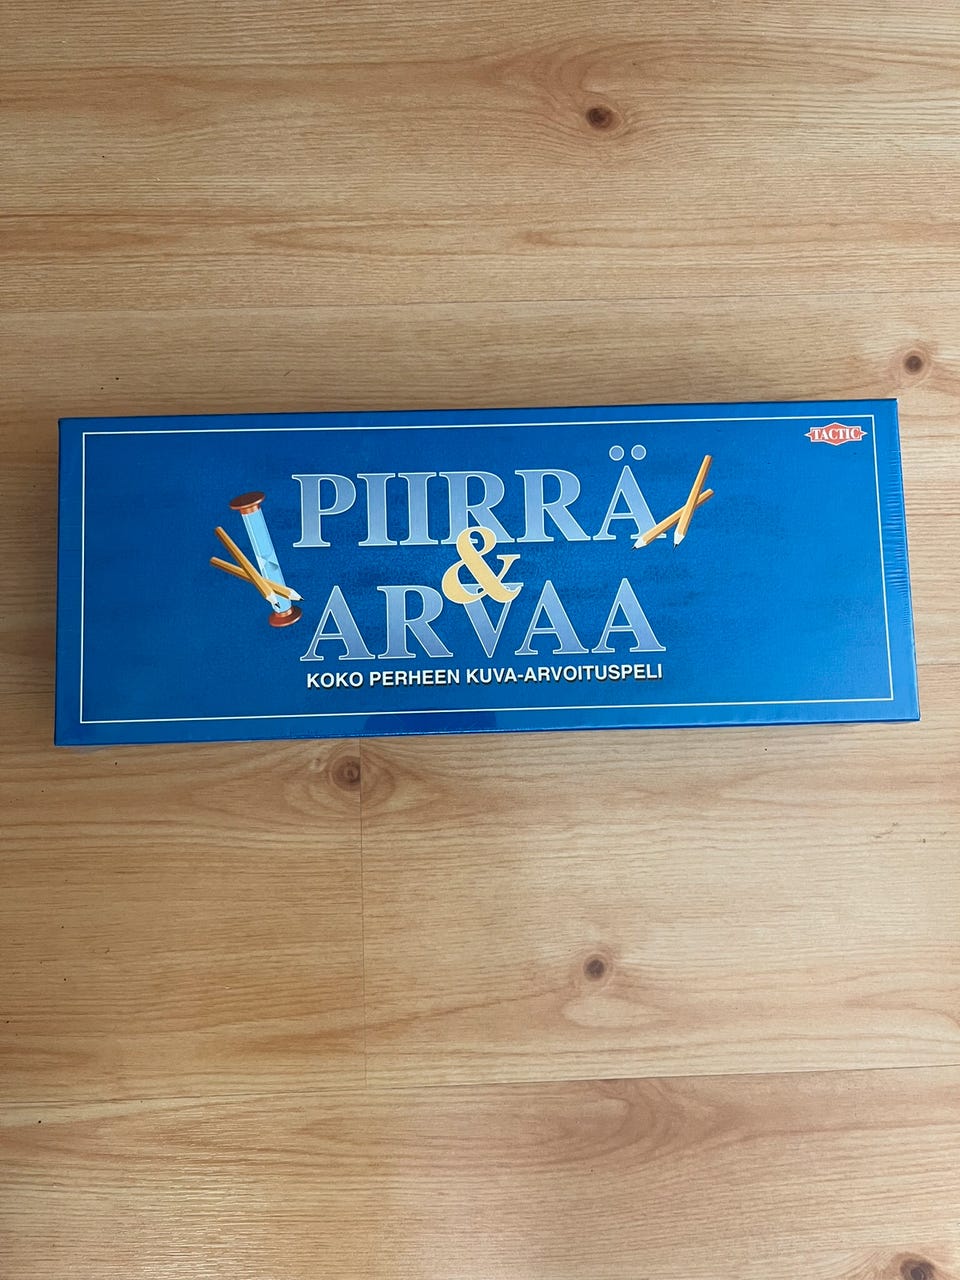 TACTIC
PIIRRÄ
&
ARVAA
KOKO PERHEEN KUVA-ARVOITUSPELI